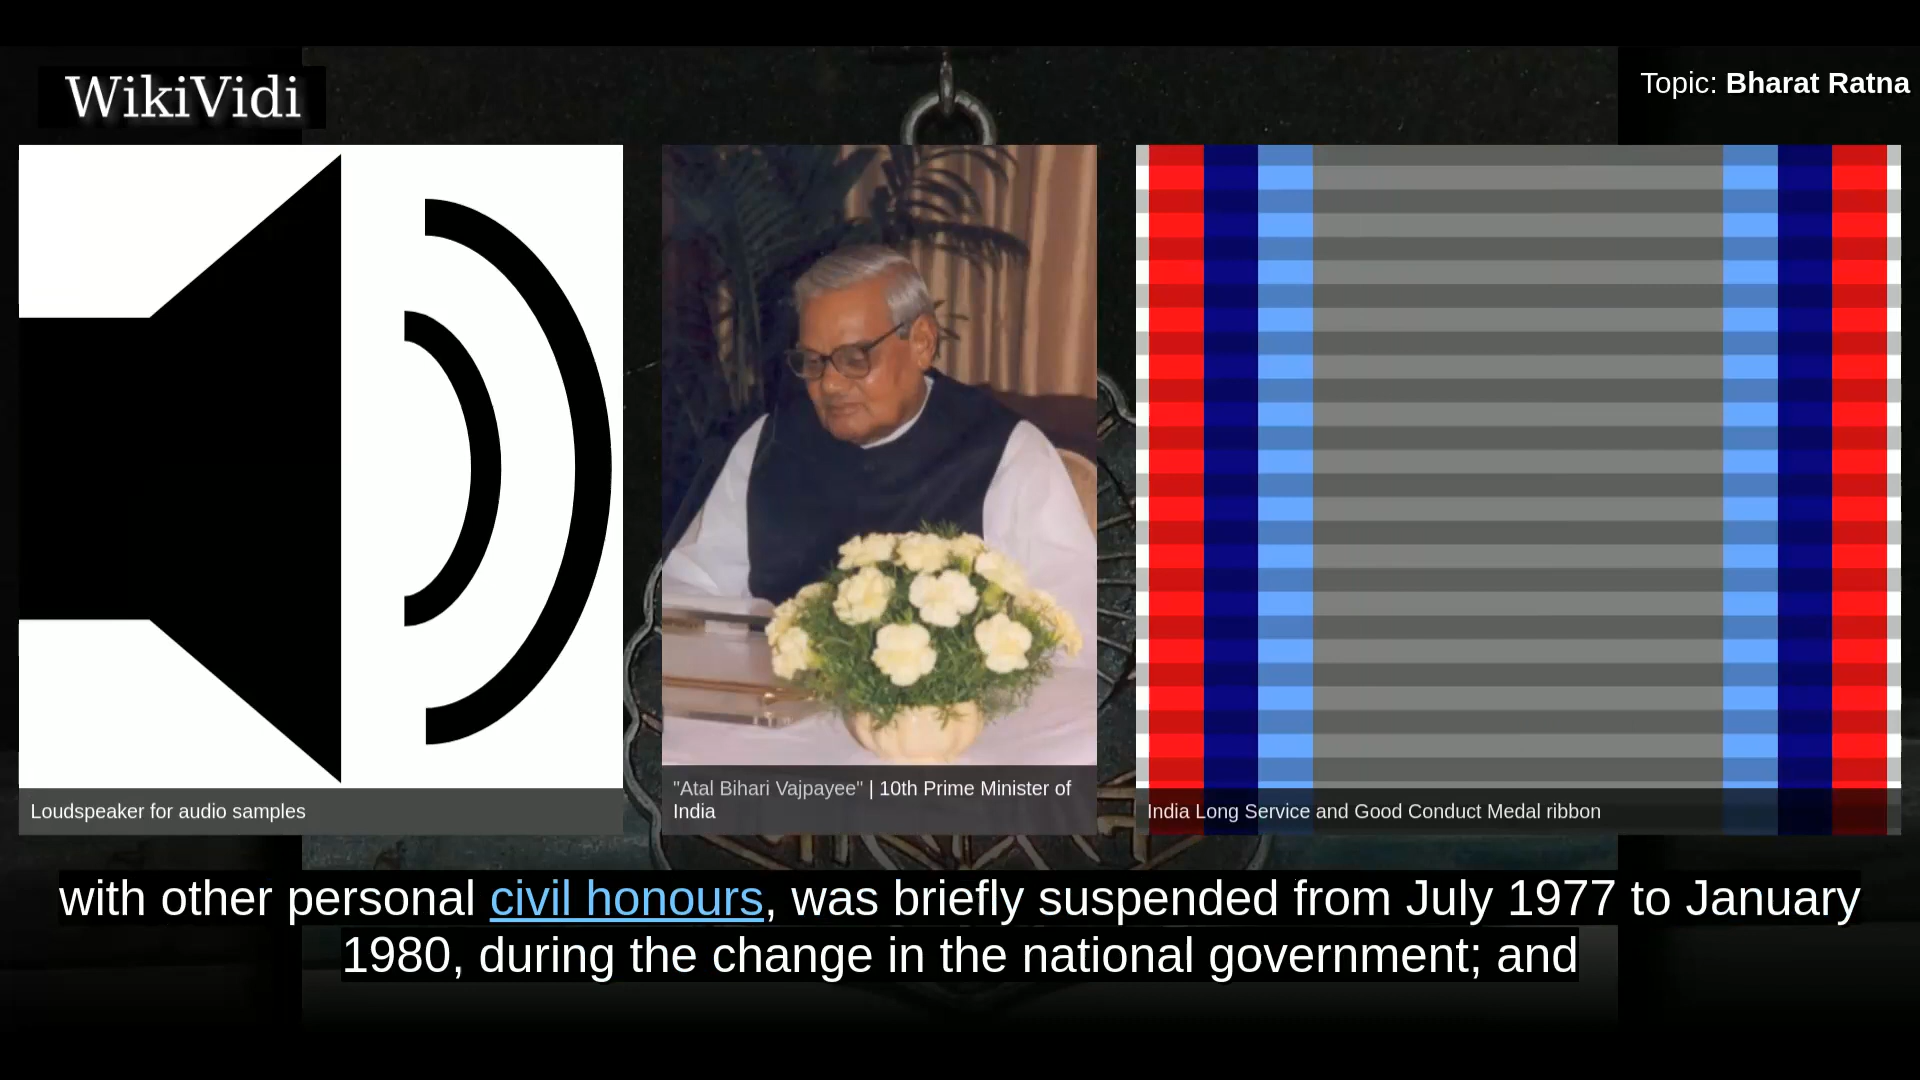 WikiVidi
Topic: Bharat Ratna
Loudspeaker for audio samples
"Atal Bihari Vajpayee" | 10th Prime Minister of
India
India Long Service and Good Conduct Medal ribbon
with other personal civil honours, was briefly suspended from July 1977 to January
1980, during the change in the national government; and